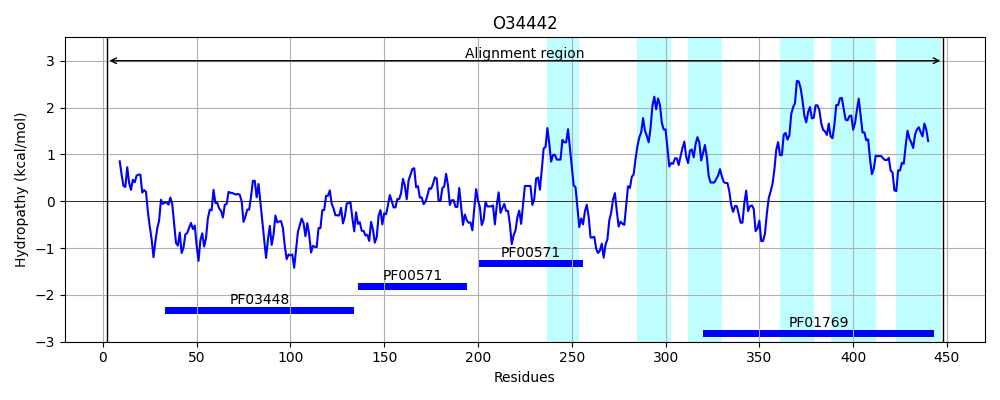 O34442
Alignment region
3
2
1
0
−1
−2
−3
Hydropathy (kcal/mol)
PF00571
PF00571
PF03448
PF01769
0 50 100 150 200 250 300 350 400 450
Residues